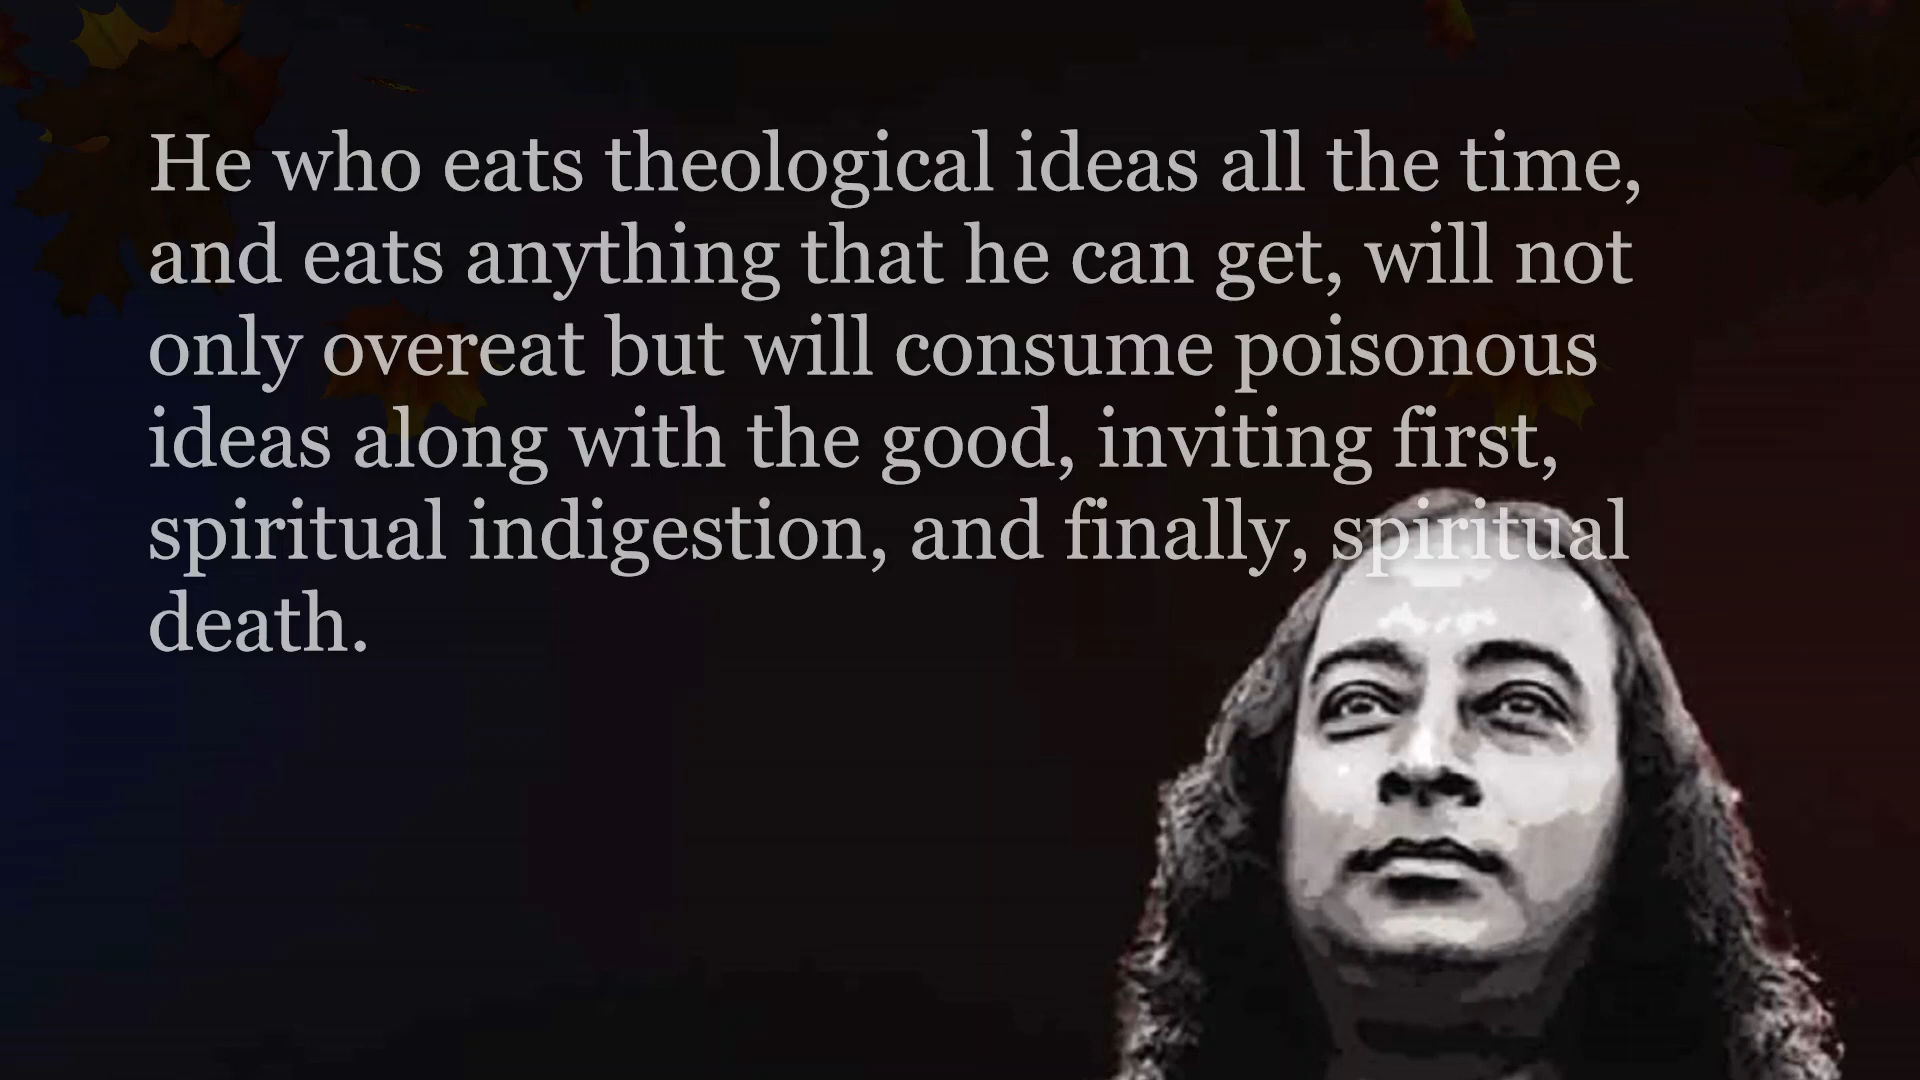 He who eats theological ideas all the time,
and eats anything that he can get, will not
only overeat but will consume poisonous
ideas along with the good, inviting first,
spiritual indigestion, and finally, spiritual
death.